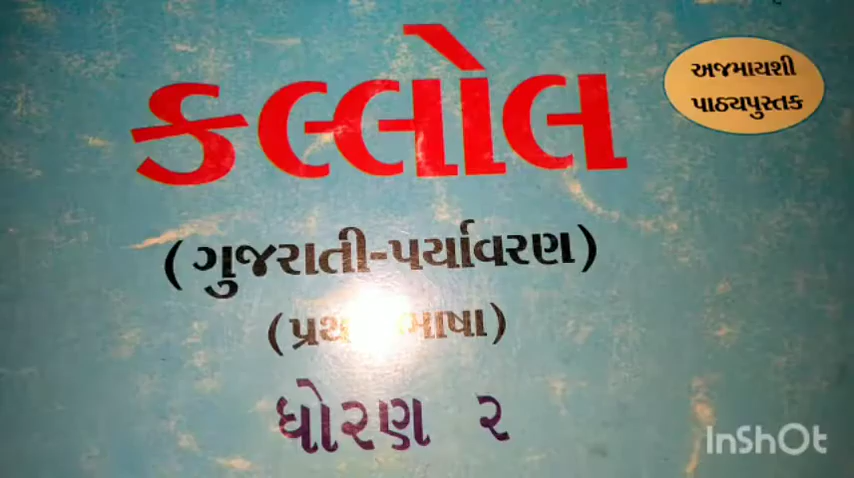 કલ્લોલ
અજમાયશી
પાઠ્યપુસ્તક
(ગુજરાતી-પર્યાવરણ)
ભાષા)
ધોરણ ૨
InShOt